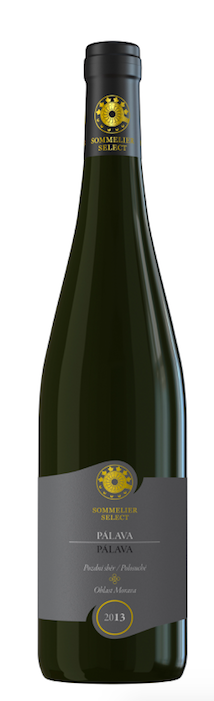 SOMMELIER
SELECT
SOMMELIER
SELECT
PÁLAVA
PÁLAVA
Pozdní sběr / Polosuché
Oblast Morava
2013